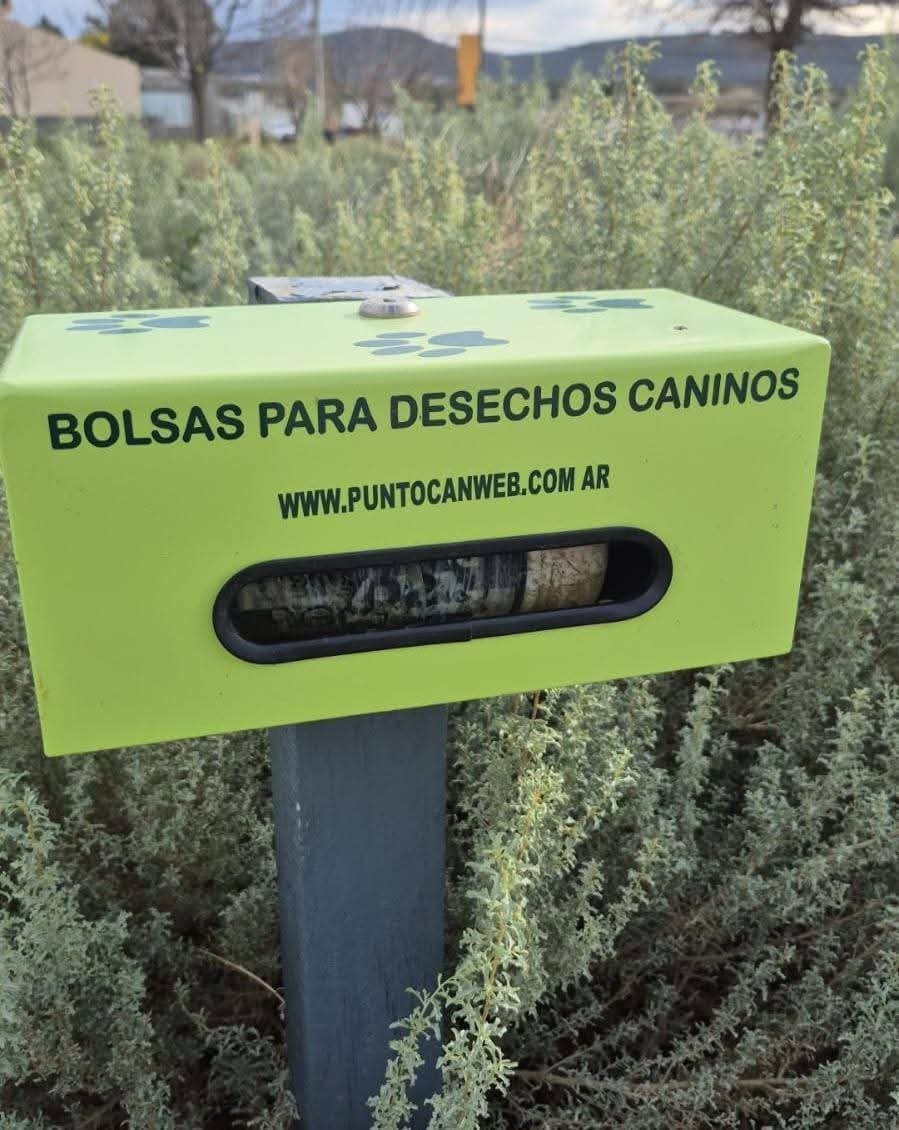 BOLSAS PARA DESECHOS CANINOS
WWW.PUNTOCANWEB.COM AR